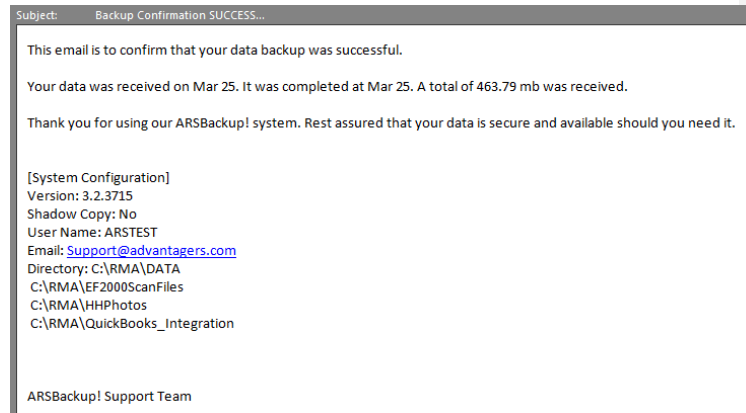 Subject: Backup Confirmation SUCCESS...
This email is to confirm that your data backup was successful.
Your data was received on Mar 25. It was completed at Mar 25. A total of 463.79 mb was received.
Thank you for using our ARSBackup! system. Rest assured that your data is secure and available should you need it.
[System Configuration]
Version: 3.2.3715
Shadow Copy: No
User Name: ARSTEST
Email: Support@advantagers.com
Directory: C:\RMA\DATA
C:\RMA\EF2000ScanFiles
C:\RMA\HHPhotos
C:\RMA\QuickBooks_Integration
ARSBackup! Support Team